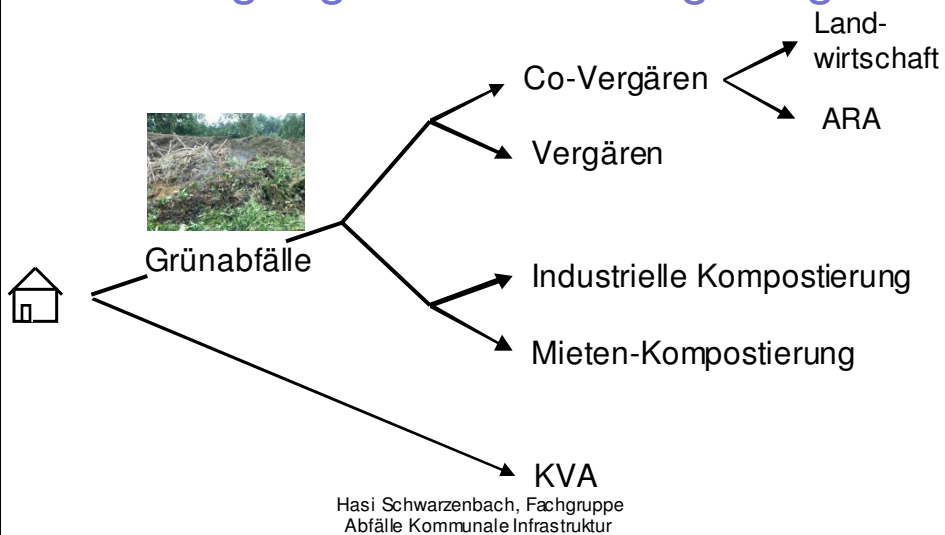 Land-
wirtschaft
Co-Vergären
ARA
Vergären
Grünabfälle
Industrielle Kompostierung
Mieten-Kompostierung
KVA
Hasi Schwarzenbach, Fachgruppe
Abfälle Kommunale Infrastruktur